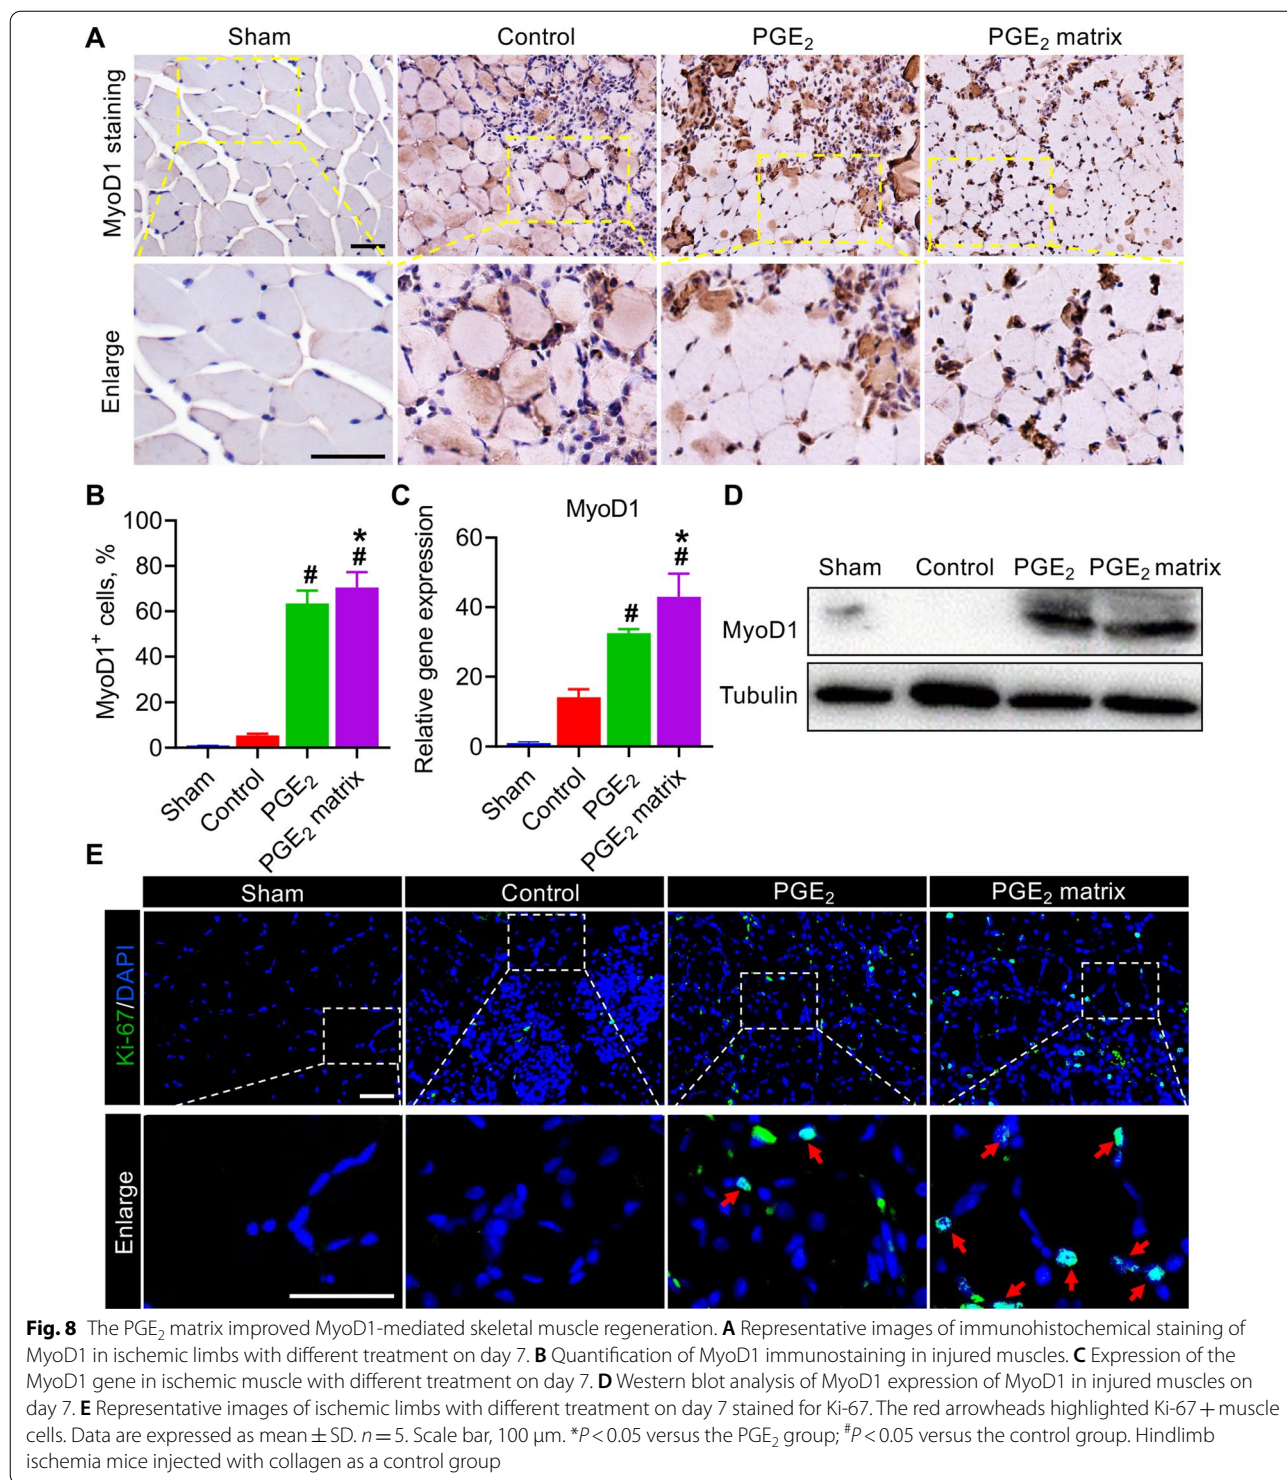 A
Sham
Control
PGE₂
PGE₂ matrix
MyoD1 staining
Enlarge
B
MyoD1⁺ cells, %
100
80
60
40
20
0
Sham
Control
PGE₂
PGE₂ matrix
#
*
#
C
MyoD1
Relative gene expression
60
40
20
0
Sham
Control
PGE₂
PGE₂ matrix
#
*
#
D
Sham
Control
PGE₂
PGE₂ matrix
MyoD1
Tubulin
E
Sham
Control
PGE₂
PGE₂ matrix
Ki-67/DAPI
Enlarge
Fig. 8 The PGE₂ matrix improved MyoD1-mediated skeletal muscle regeneration. A Representative images of immunohistochemical staining of
MyoD1 in ischemic limbs with different treatment on day 7. B Quantification of MyoD1 immunostaining in injured muscles. C Expression of the
MyoD1 gene in ischemic muscle with different treatment on day 7. D Western blot analysis of MyoD1 expression of MyoD1 in injured muscles on
day 7. E Representative images of ischemic limbs with different treatment on day 7 stained for Ki-67. The red arrowheads highlighted Ki-67 + muscle
cells. Data are expressed as mean ± SD. n = 5. Scale bar, 100 μm. *P < 0.05 versus the PGE₂ group; #P < 0.05 versus the control group. Hindlimb
ischemia mice injected with collagen as a control group